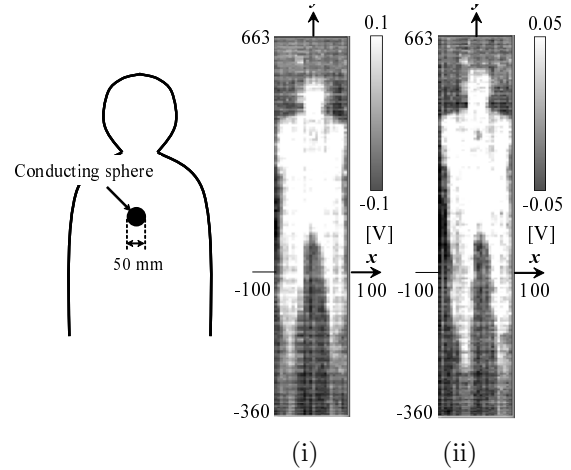 Conducting sphere
50 mm
y
663
0.1
-0.1
[V]
x
-100
100
-360
(i)
y
663
0.05
-0.05
[V]
x
-100
100
-360
(ii)